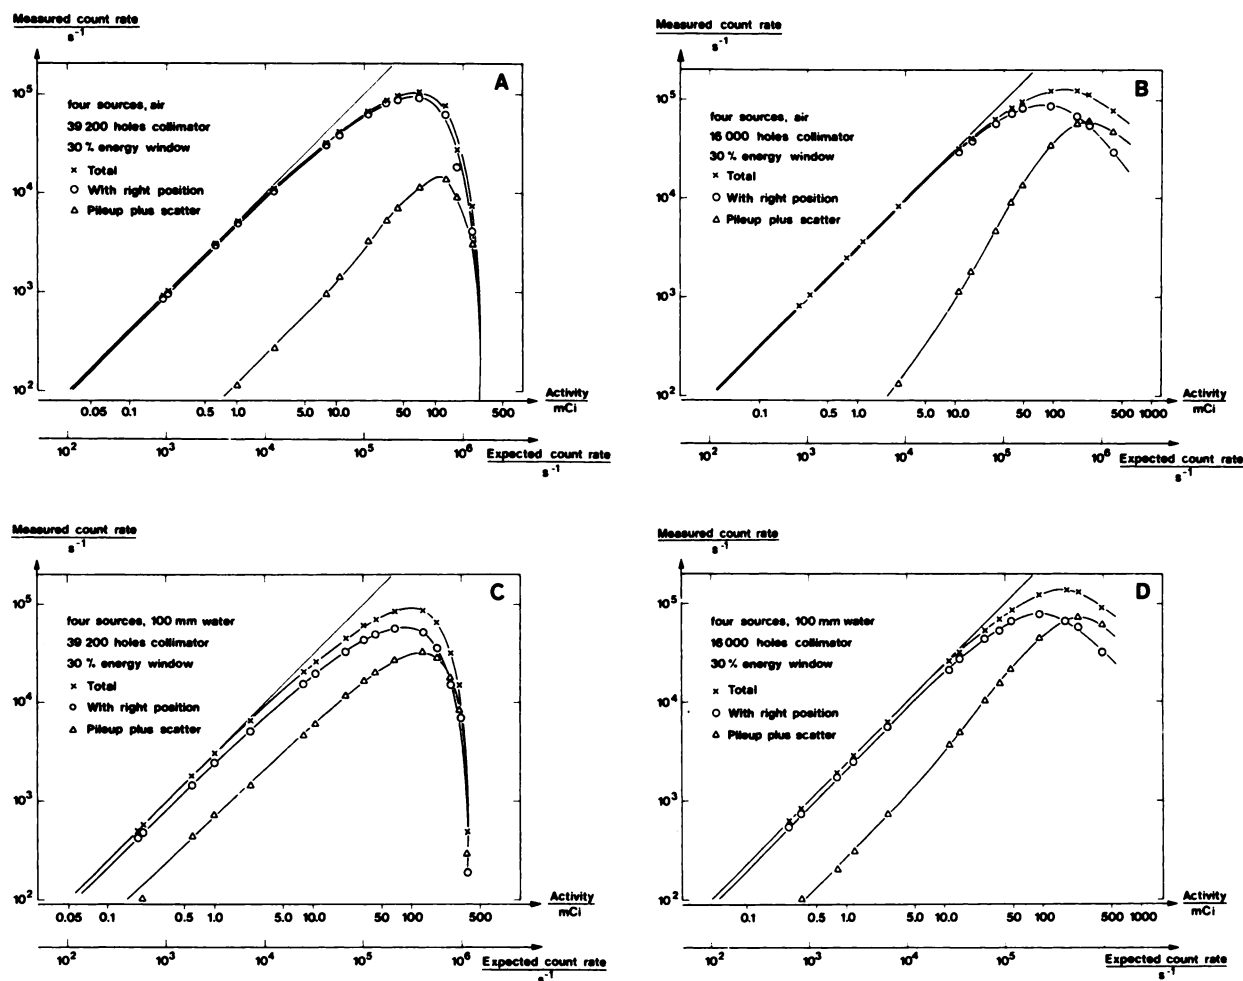 Measured count rate
s⁻¹
A
four sources, air
39 200 holes collimator
30 % energy window
x Total
o With right position
△ Pileup plus scatter
10⁵
10⁴
10³
10²
0.05 0.1 0.5 1.0 5.0 10.0 50 100 500
Activity
mCi
10² 10³ 10⁴ 10⁵ 10⁶
Expected count rate
s⁻¹
Measured count rate
s⁻¹
B
four sources, air
16 000 holes collimator
30 % energy window
x Total
o With right position
△ Pileup plus scatter
10⁵
10⁴
10³
10²
0.1 0.5 1.0 5.0 10.0 50 100 500 1000
Activity
mCi
10² 10³ 10⁴ 10⁵ 10⁶
Expected count rate
s⁻¹
Measured count rate
s⁻¹
C
four sources, 100 mm water
39 200 holes collimator
30 % energy window
x Total
o With right position
△ Pileup plus scatter
10⁵
10⁴
10³
10²
0.05 0.1 0.5 1.0 5.0 10.0 50 100 500
Activity
mCi
10² 10³ 10⁴ 10⁵ 10⁶
Expected count rate
s⁻¹
Measured count rate
s⁻¹
D
four sources, 100 mm water
16 000 holes collimator
30 % energy window
x Total
o With right position
△ Pileup plus scatter
10⁵
10⁴
10³
10²
0.1 0.5 1.0 5.0 10.0 50 100 500 1000
Activity
mCi
10² 10³ 10⁴ 10⁵ 10⁶
Expected count rate
s⁻¹